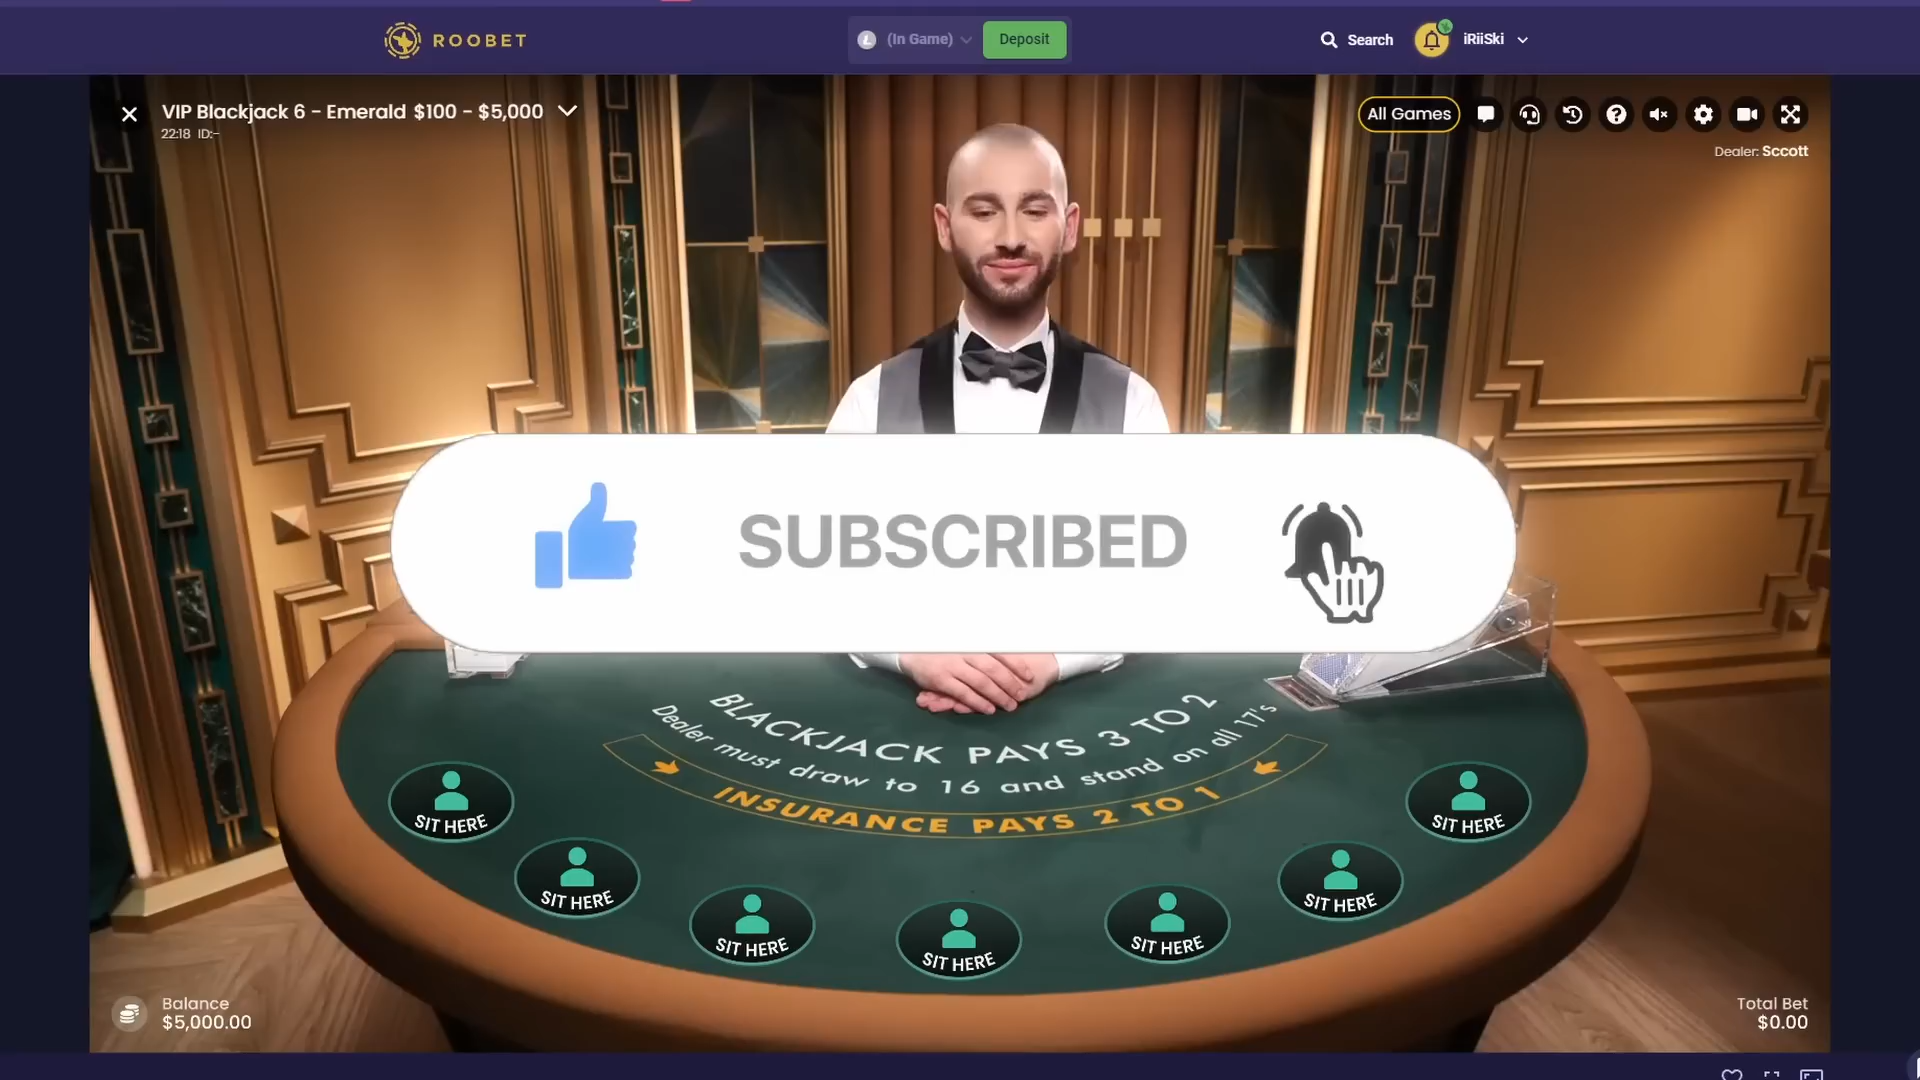 ROOBET
(In Game)
Deposit
Search
iRiiSki
VIP Blackjack 6 - Emerald $100 - $5,000
22:18 ID:-
All Games
Dealer: Sccott
SUBSCRIBED
BLACKJACK PAYS 3 TO 2
Dealer must draw to 16 and stand on all 17's
INSURANCE PAYS 2 TO 1
SIT HERE
SIT HERE
SIT HERE
SIT HERE
SIT HERE
SIT HERE
SIT HERE
Balance
$5,000.00
Total Bet
$0.00